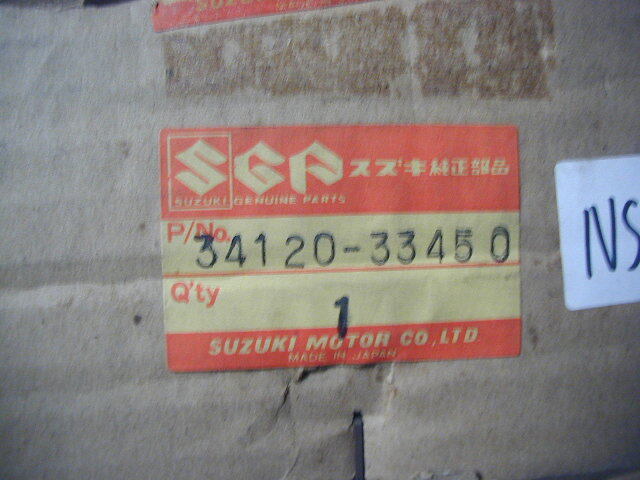 SUZUKI
SGP スズキ純正部品
SUZUKI GENUINE PARTS
P/No. 34120-33450
Q'ty 1
SUZUKI MOTOR CO.,LTD.
MADE IN JAPAN
NS